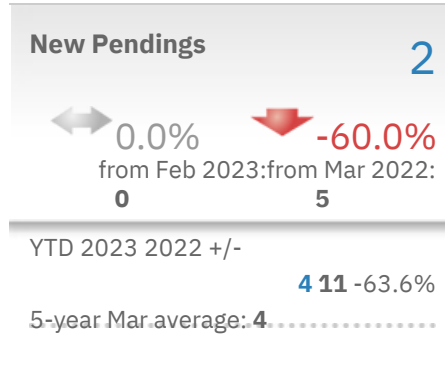 New Pendings
2
0.0%
-60.0%
from Feb 2023:from Mar 2022:
0 5
YTD 2023 2022 +/-
4 11 -63.6%
5-year Mar average: 4